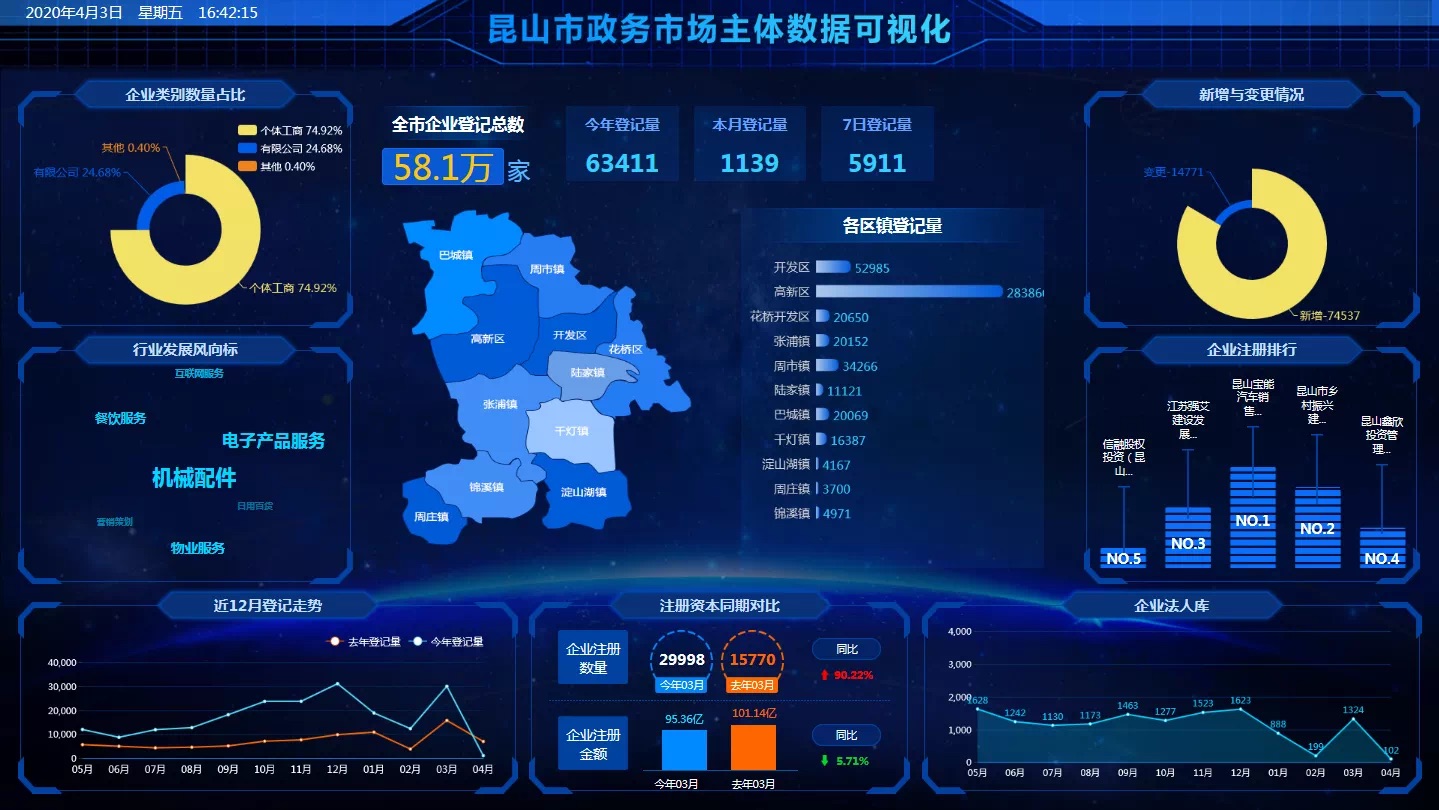 2020年4月3日 星期五 16:42:15
昆山市政务市场主体数据可视化
企业类别数量占比
个体工商 74.92%
有限公司 24.68%
其他 0.40%
其他 0.40%
有限公司 24.68%
个体工商 74.92%
行业发展风向标
互联网服务
餐饮服务
电子产品服务
机械配件
日用百货
营销策划
物业服务
全市企业登记总数
58.1万 家
今年登记量
63411
本月登记量
1139
7日登记量
5911
巴城镇
周市镇
高新区
开发区
花桥区
陆家镇
张浦镇
千灯镇
锦溪镇
淀山湖镇
周庄镇
各区镇登记量
开发区 52985
高新区 283866
花桥开发区 20650
张浦镇 20152
周市镇 34266
陆家镇 11121
巴城镇 20069
千灯镇 16387
淀山湖镇 4167
周庄镇 3700
锦溪镇 4971
新增与变更情况
变更-14771
新增-74537
企业注册排行
信融股权
投资（昆
山...
NO.5
江苏强艾
建设发
展...
NO.3
昆山宝能
汽车销
售...
NO.1
昆山市乡
村振兴
建...
NO.2
昆山鑫欣
投资管
理...
NO.4
近12月登记走势
去年登记量 今年登记量
40,000
30,000
20,000
10,000
0
05月 06月 07月 08月 09月 10月 11月 12月 01月 02月 03月 04月
注册资本同期对比
企业注册
数量
29998
今年03月
15770
去年03月
同比
90.22%
企业注册
金额
95.36亿
101.14亿
今年03月 去年03月
同比
5.71%
企业法人库
4,000
3,000
2,000
1,000
0
1628 1242 1130 1173 1463 1277 1523 1623 888 199 1324 102
05月 06月 07月 08月 09月 10月 11月 12月 01月 02月 03月 04月